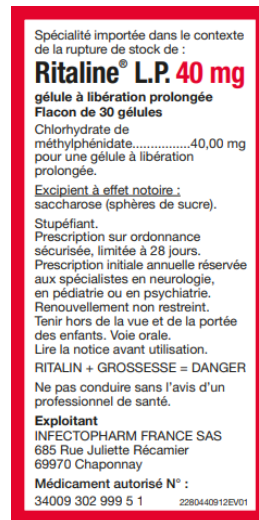 Spécialité importée dans le contexte
de la rupture de stock de :
Ritaline® L.P. 40 mg
gélule à libération prolongée
Flacon de 30 gélules
Chlorhydrate de
méthylphénidate.................40,00 mg
pour une gélule à libération
prolongée.
Excipient à effet notoire :
saccharose (sphères de sucre).
Stupéfiant.
Prescription sur ordonnance
sécurisée, limitée à 28 jours.
Prescription initiale annuelle réservée
aux spécialistes en neurologie,
en pédiatrie ou en psychiatrie.
Renouvellement non restreint.
Tenir hors de la vue et de la portée
des enfants. Voie orale.
Lire la notice avant utilisation.
RITALIN + GROSSESSE = DANGER
Ne pas conduire sans l’avis d’un
professionnel de santé.
Exploitant
INFECTOPHARM FRANCE SAS
685 Rue Juliette Récamier
69970 Chaponnay
Médicament autorisé N° :
34009 302 999 5 1 2280440912EV01